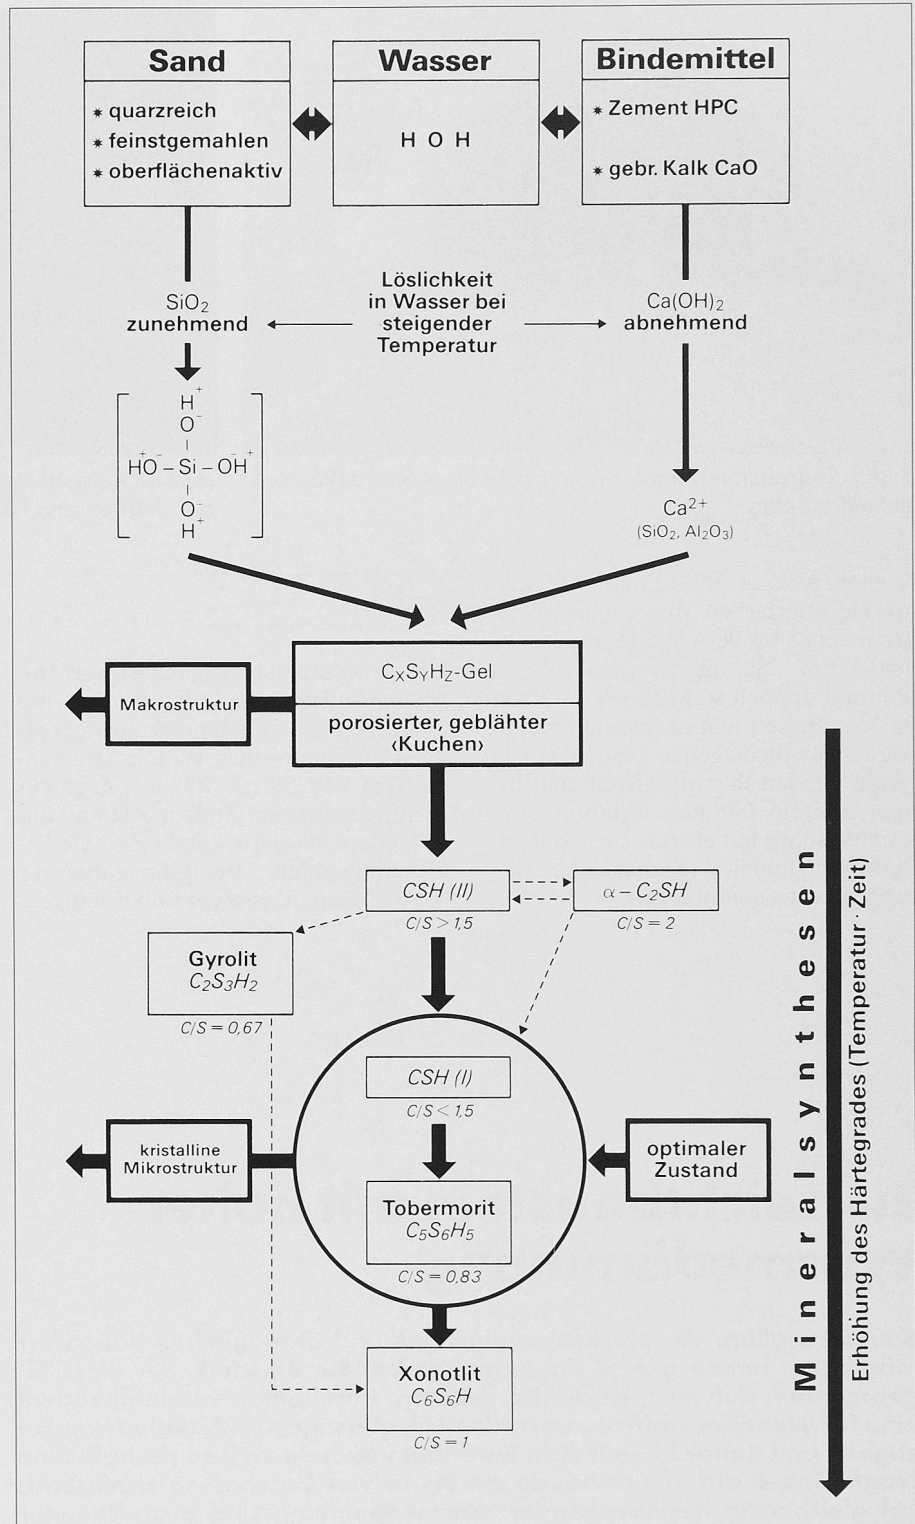 Sand
* quarzreich
* feinstgemahlen
* oberflächenaktiv
Wasser
H O H
Bindemittel
* Zement HPC
* gebr. Kalk CaO
SiO₂
zunehmend
Löslichkeit
in Wasser bei
steigender
Temperatur
Ca(OH)₂
abnehmend
H⁺
O⁻
HO – Si – OH
+ - - +
O⁻
H⁺
Ca²⁺
(SiO₂, Al₂O₃)
Makrostruktur
CₓSᵧH_Z-Gel
porosierter, geblähter
‹Kuchen›
CSH (II)
C/S > 1,5
α – C₂SH
C/S = 2
Gyrolit
C₂S₃H₂
C/S = 0,67
CSH (I)
C/S < 1,5
kristalline
Mikrostruktur
optimaler
Zustand
Tobermorit
C₅S₆H₅
C/S = 0,83
Xonotlit
C₆S₆H
C/S = 1
Mineralsynthesen
Erhöhung des Härtegrades (Temperatur · Zeit)